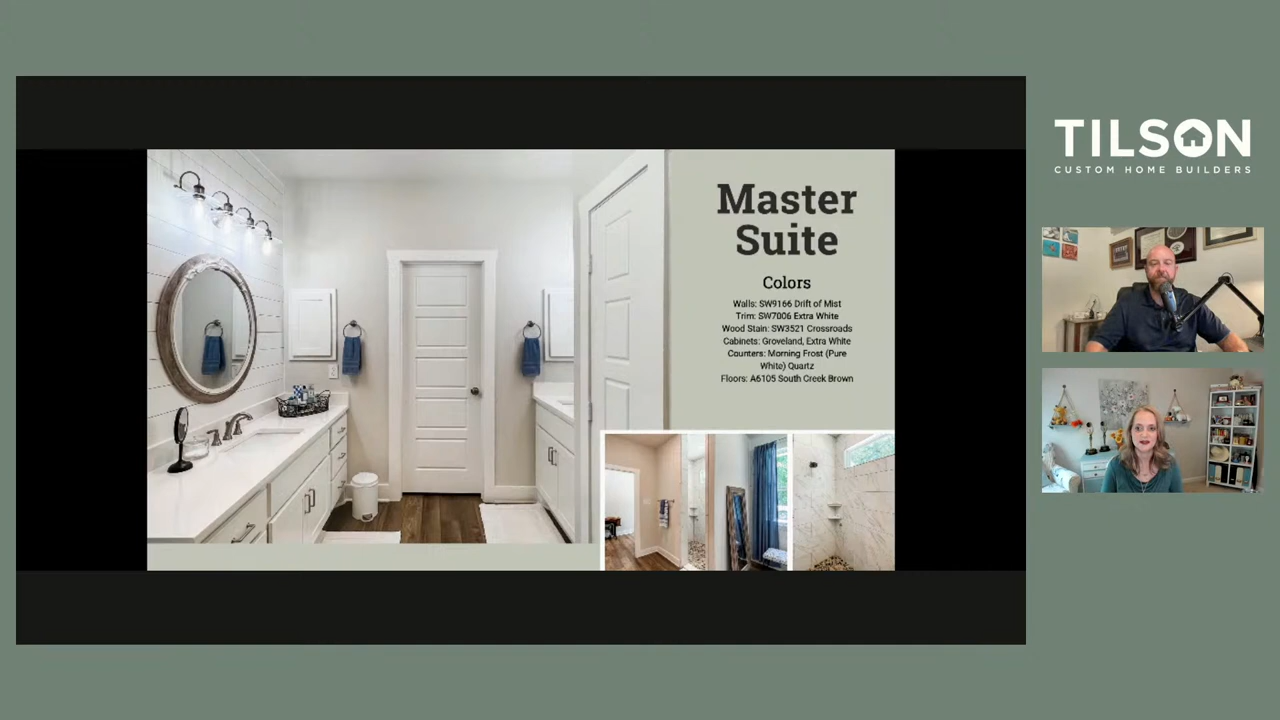 Master
Suite
Colors
Walls: SW9166 Drift of Mist
Trim: SW7006 Extra White
Wood Stain: SW3521 Crossroads
Cabinets: Groveland, Extra White
Counters: Morning Frost (Pure
White) Quartz
Floors: A6105 South Creek Brown
TILSON
CUSTOM HOME BUILDERS